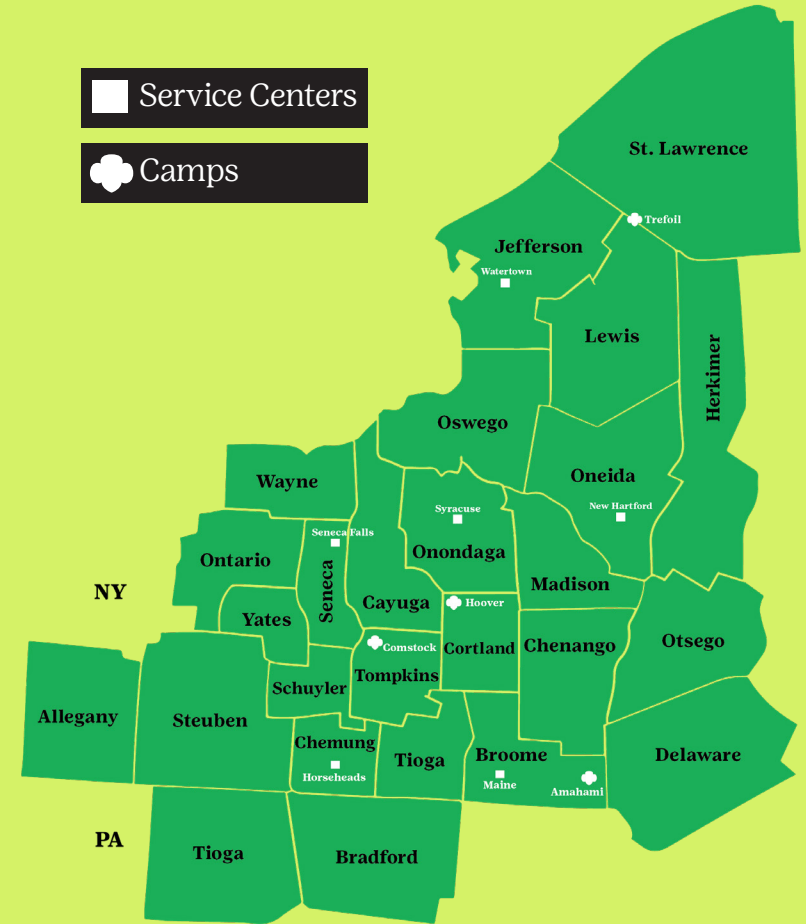 Service Centers
Camps
St. Lawrence
Trefoil
Jefferson
Watertown
Lewis
Herkimer
Oswego
Oneida
Wayne
Syracuse
New Hartford
Seneca Falls
Onondaga
Ontario
Seneca
Madison
NY
Cayuga
Hoover
Yates
Comstock
Cortland
Chenango
Otsego
Tompkins
Schuyler
Allegany
Steuben
Chemung
Horseheads
Tioga
Broome
Maine
Amahami
Delaware
PA
Tioga
Bradford